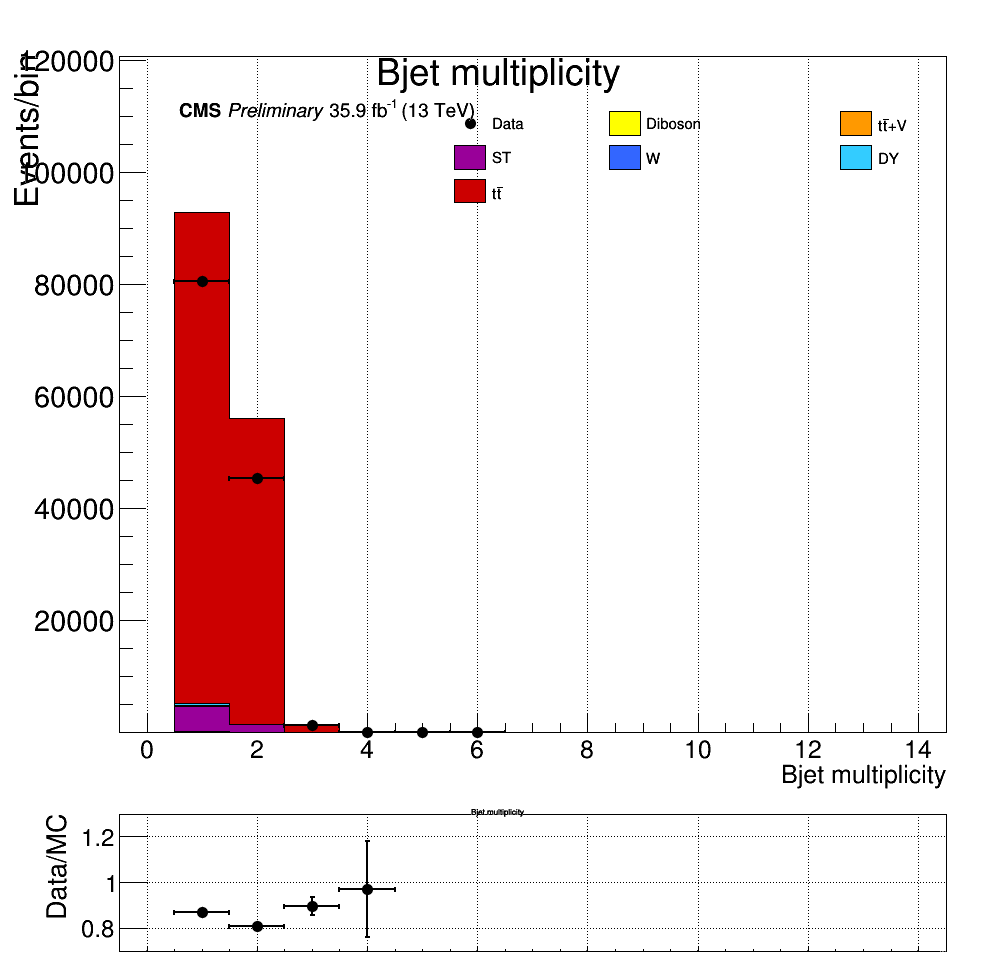 Bjet multiplicity
CMS Preliminary 35.9 fb⁻¹ (13 TeV)
Data
Diboson
tt̄+V
ST
W
DY
tt̄
Events/bin
120000
100000
80000
60000
40000
20000
0 2 4 6 8 10 12 14
Bjet multiplicity
Bjet multiplicity
Data/MC
1.2
1
0.8